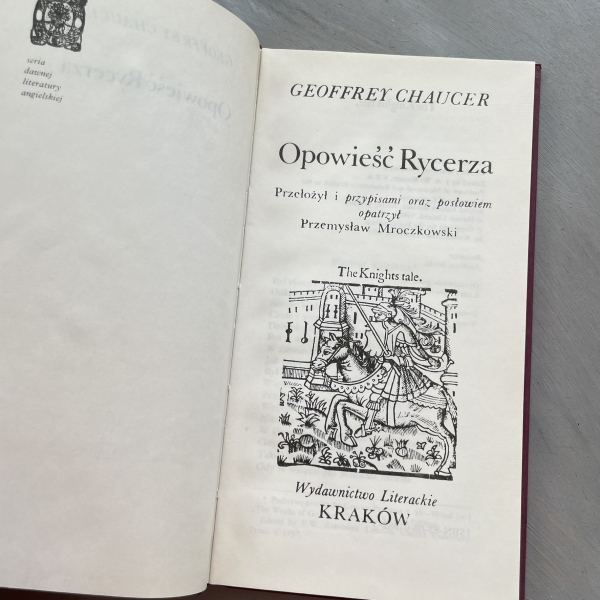 seria
dawnej
literatury
angielskiej
GEOFFREY CHAUCER
Opowieść Rycerza
Przełożył i przypisami oraz posłowiem
opatrzył
Przemysław Mroczkowski
The Knights tale.
Wydawnictwo Literackie
KRAKÓW